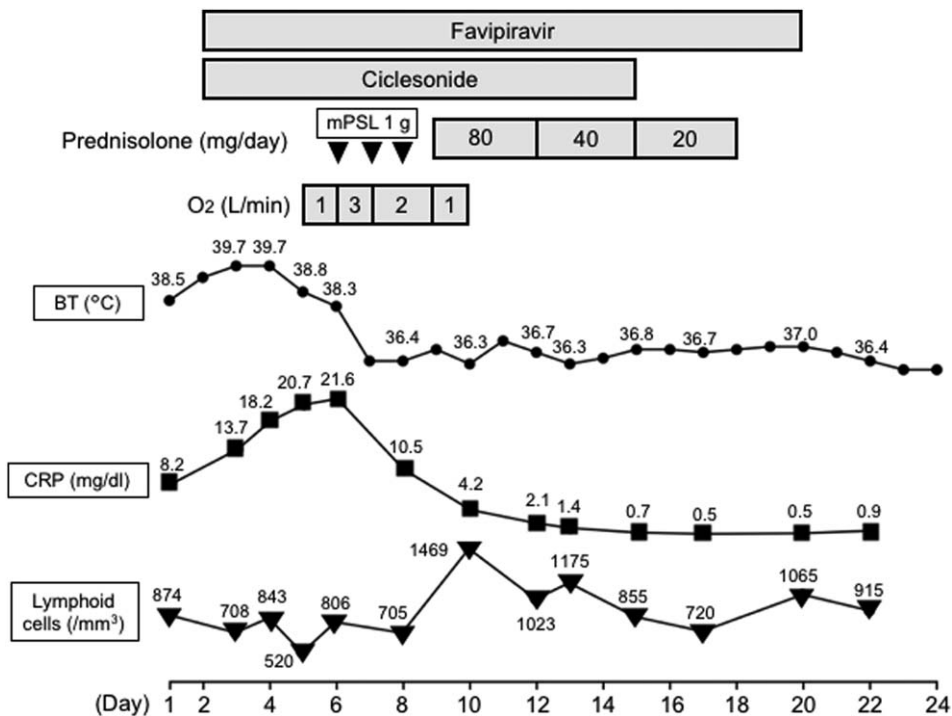 Favipiravir
Ciclesonide
mPSL 1 g
Prednisolone (mg/day) 80 40 20
O2 (L/min) 1 3 2 1
39.7 39.7
38.5 38.8
38.3
BT (°C) 36.4 36.3 36.7 36.3 36.8 36.7 37.0 36.4
20.7 21.6
18.2
13.7
8.2 10.5
CRP (mg/dl) 4.2 2.1 1.4 0.7 0.5 0.5 0.9
1469 1175
874 843 806 1065
708 705 855 720 915
Lymphoid
cells (/mm3) 1023
520
(Day) 1 2 4 6 8 10 12 14 16 18 20 22 24